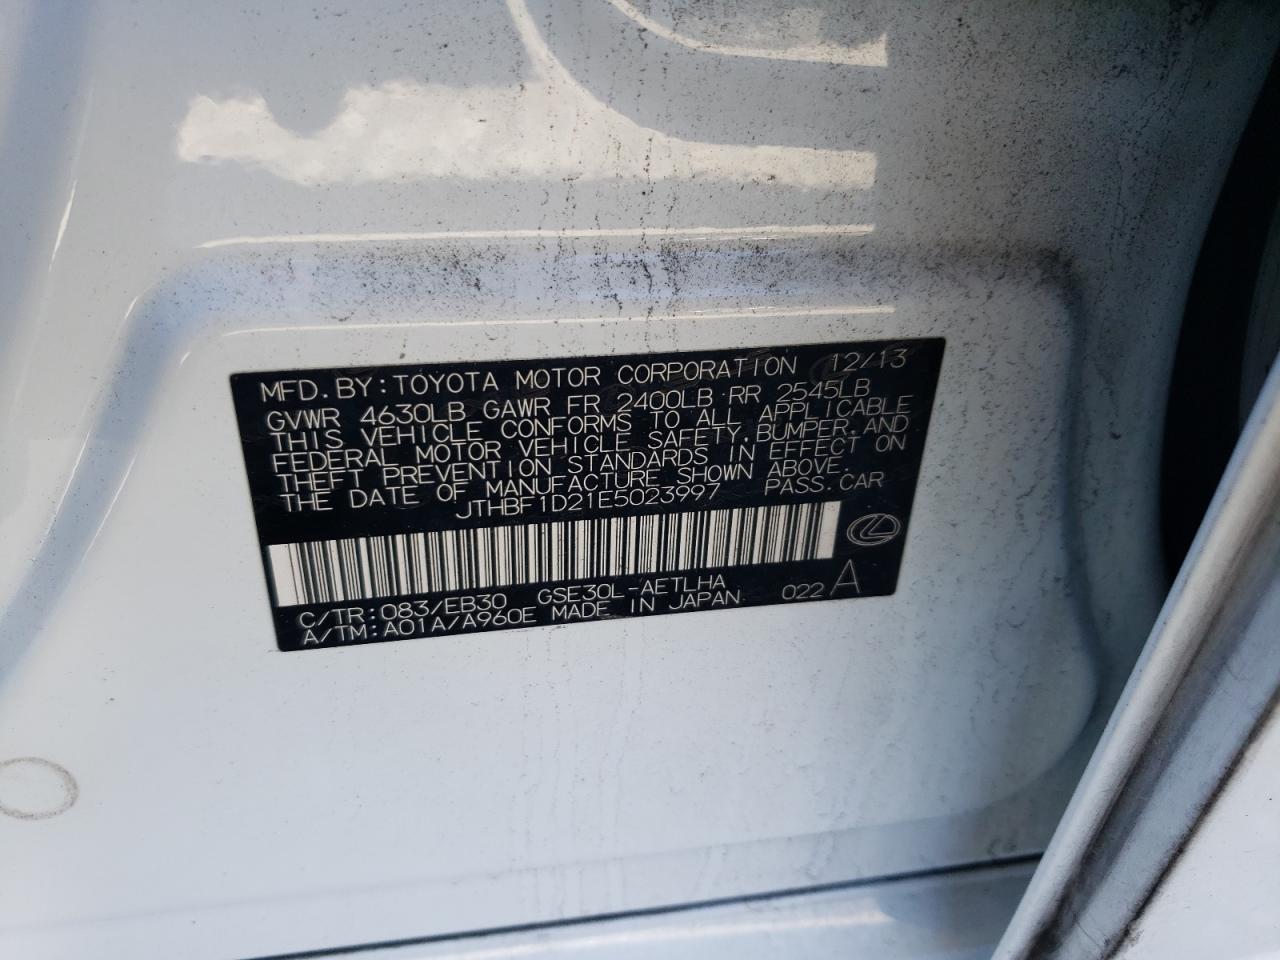 MFD. BY: TOYOTA MOTOR CORPORATION 12/13
GVWR 4630LB GAWR FR 2400LB RR 2545LB
THIS VEHICLE CONFORMS TO ALL APPLICABLE
FEDERAL MOTOR VEHICLE SAFETY, BUMPER, AND
THEFT PREVENTION STANDARDS IN EFFECT ON
THE DATE OF MANUFACTURE SHOWN ABOVE.
JTHBF1D21E5023997 PASS. CAR
C/TR: 083/EB30 GSE30L-AETLHA
A/TM: A01A/A960E MADE IN JAPAN 022 A